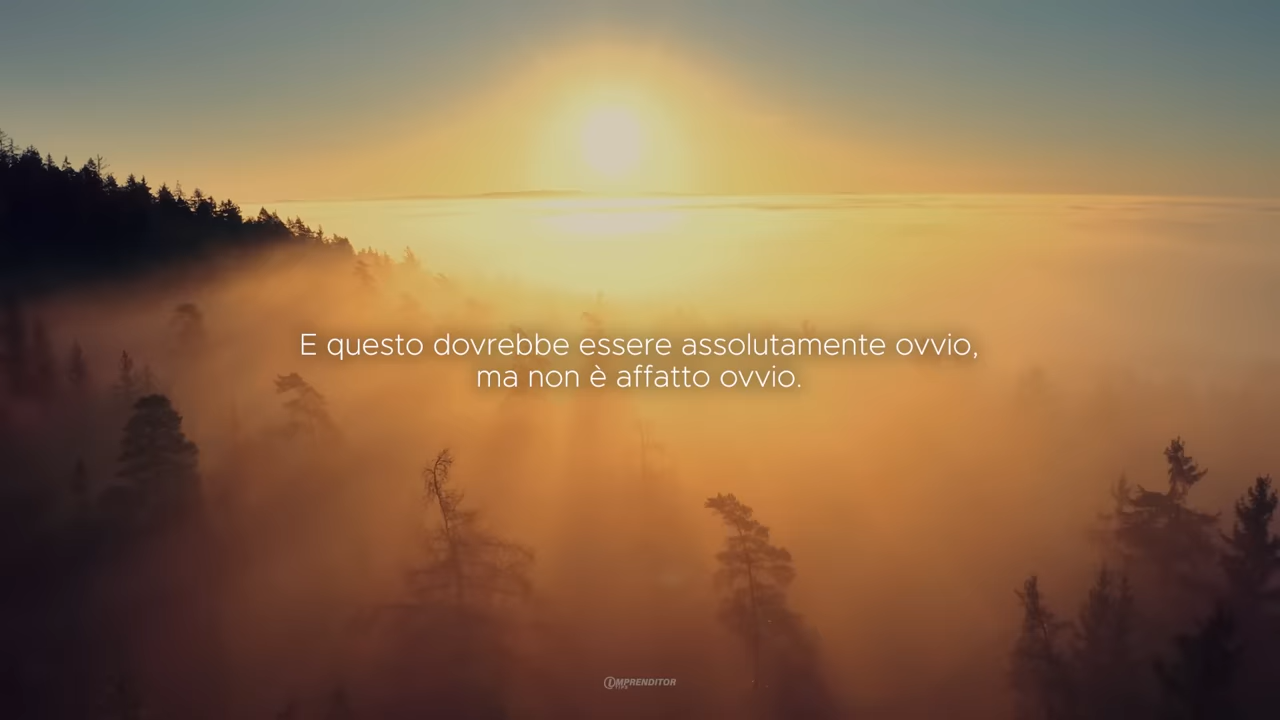 E questo dovrebbe essere assolutamente ovvio,
ma non è affatto ovvio.
IMPRENDITOR